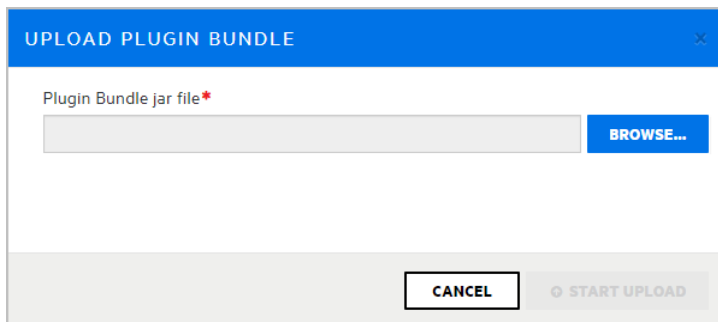 UPLOAD PLUGIN BUNDLE
Plugin Bundle jar file*
BROWSE...
CANCEL START UPLOAD